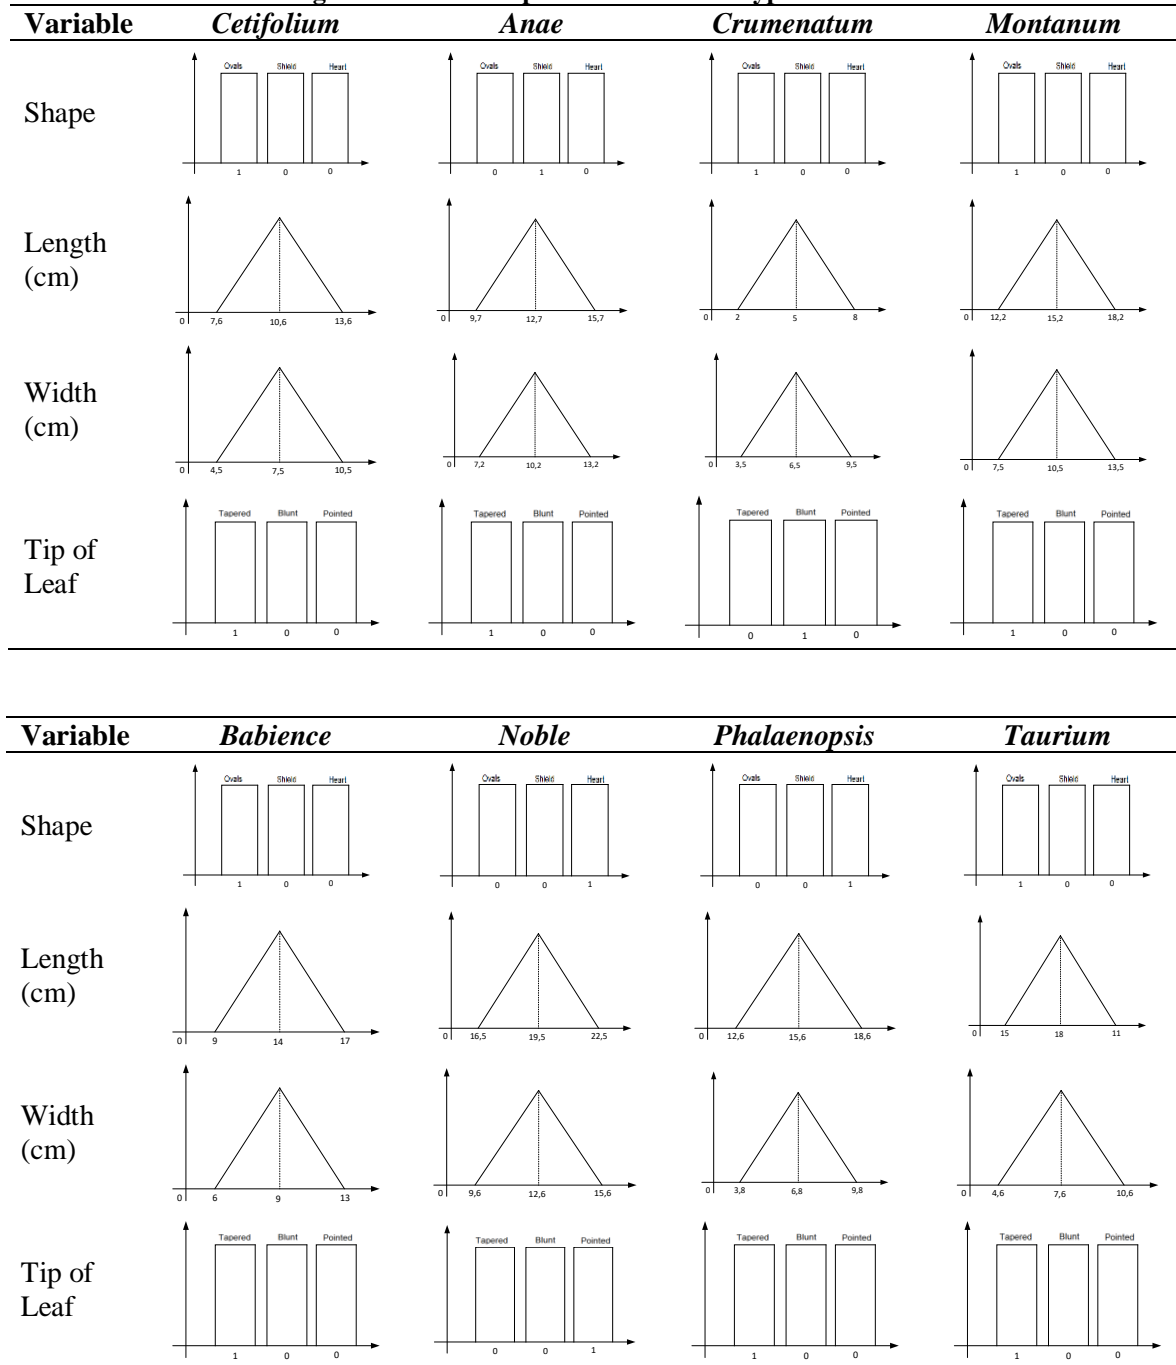 Variable Cetifolium Anae Crumenatum Montanum
Shape
Ovals Shield Heart Ovals Shield Heart Ovals Shield Heart Ovals Shield Heart
1 0 0 0 1 0 1 0 0 1 0 0
Length
(cm)
0 7,6 10,6 13,6 0 9,7 12,7 15,7 0 2 5 8 0 12,2 15,2 18,2
Width
(cm)
0 4,5 7,5 10,5 0 7,2 10,2 13,2 0 3,5 6,5 9,5 0 7,5 10,5 13,5
Tip of
Leaf
Tapered Blunt Pointed Tapered Blunt Pointed Tapered Blunt Pointed Tapered Blunt Pointed
1 0 0 1 0 0 0 1 0 1 0 0
Variable Babience Noble Phalaenopsis Taurium
Shape
Ovals Shield Heart Ovals Shield Heart Ovals Shield Heart Ovals Shield Heart
1 0 0 0 0 1 0 0 1 1 0 0
Length
(cm)
0 9 14 17 0 16,5 19,5 22,5 0 12,6 15,6 18,6 0 15 18 11
Width
(cm)
0 6 9 13 0 9,6 12,6 15,6 0 3,8 6,8 9,8 0 4,6 7,6 10,6
Tip of
Leaf
Tapered Blunt Pointed Tapered Blunt Pointed Tapered Blunt Pointed Tapered Blunt Pointed
1 0 0 0 0 1 1 0 0 1 0 0